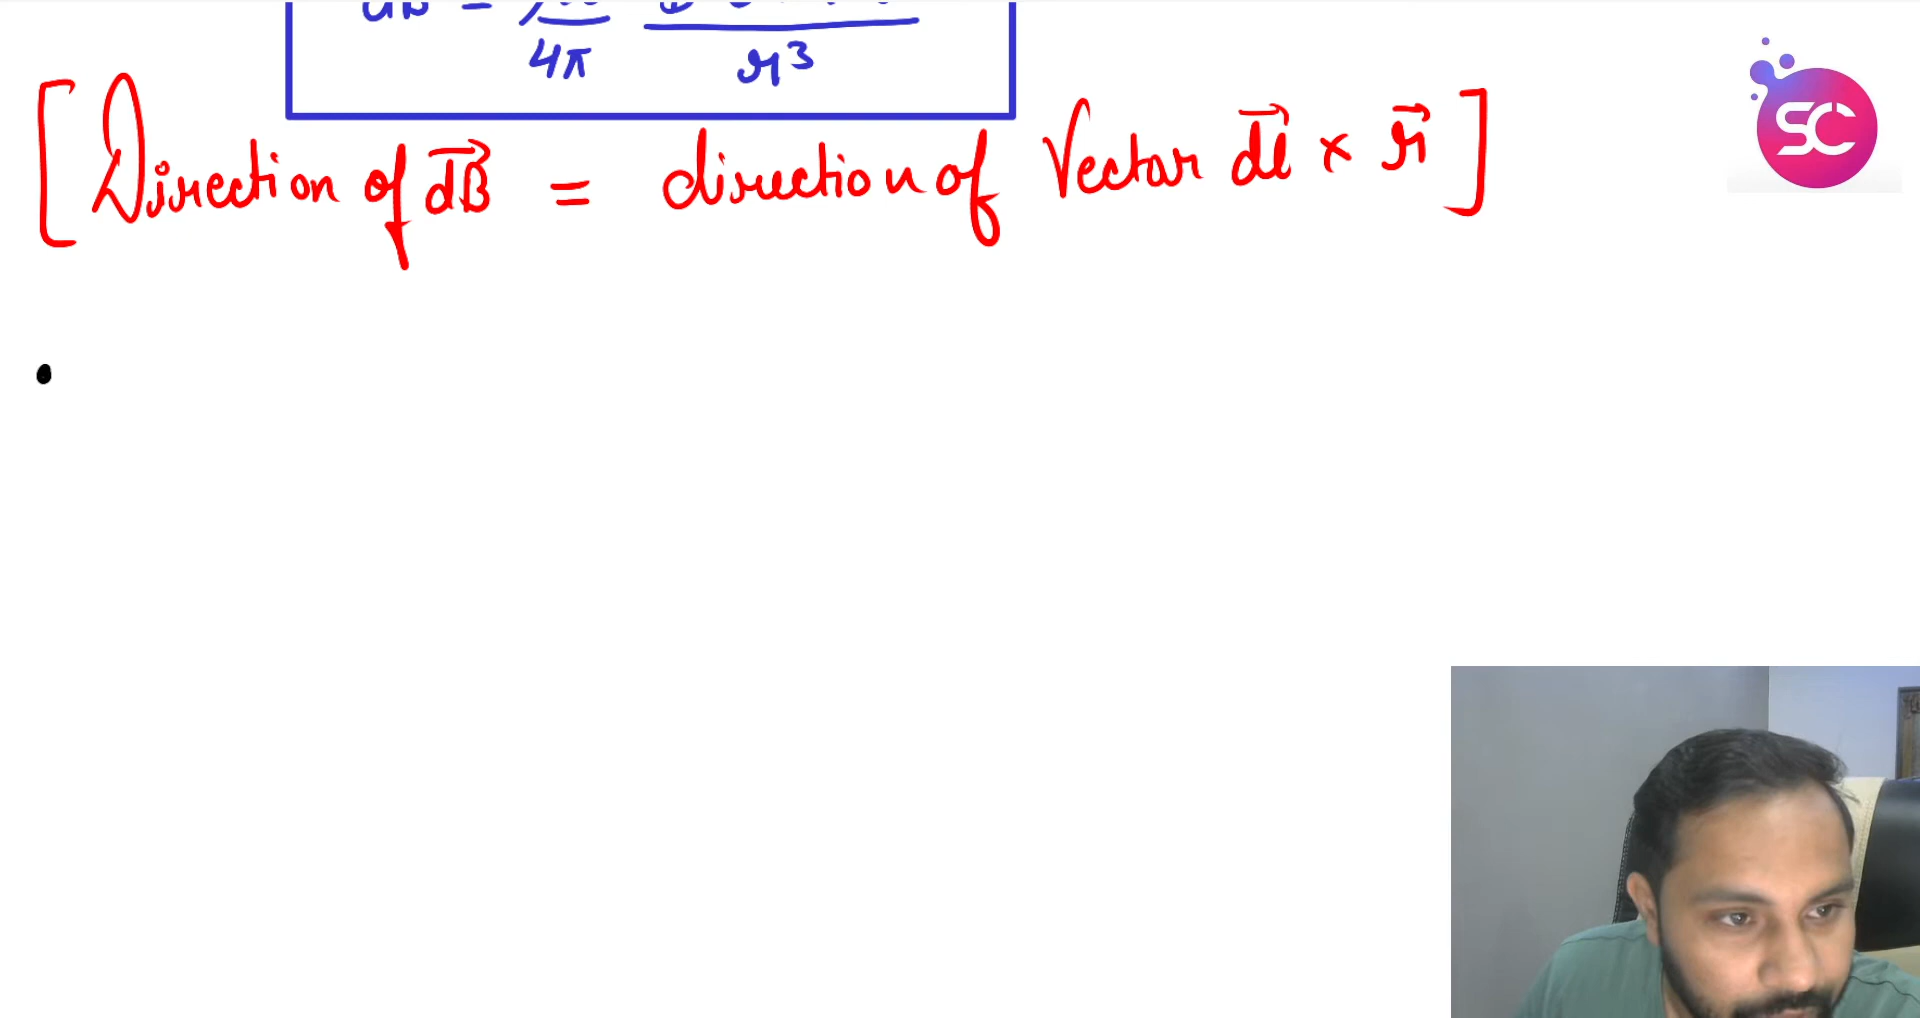 4π r³
[Direction of dB⃗ = direction of Vector dl⃗ × r⃗]
SC